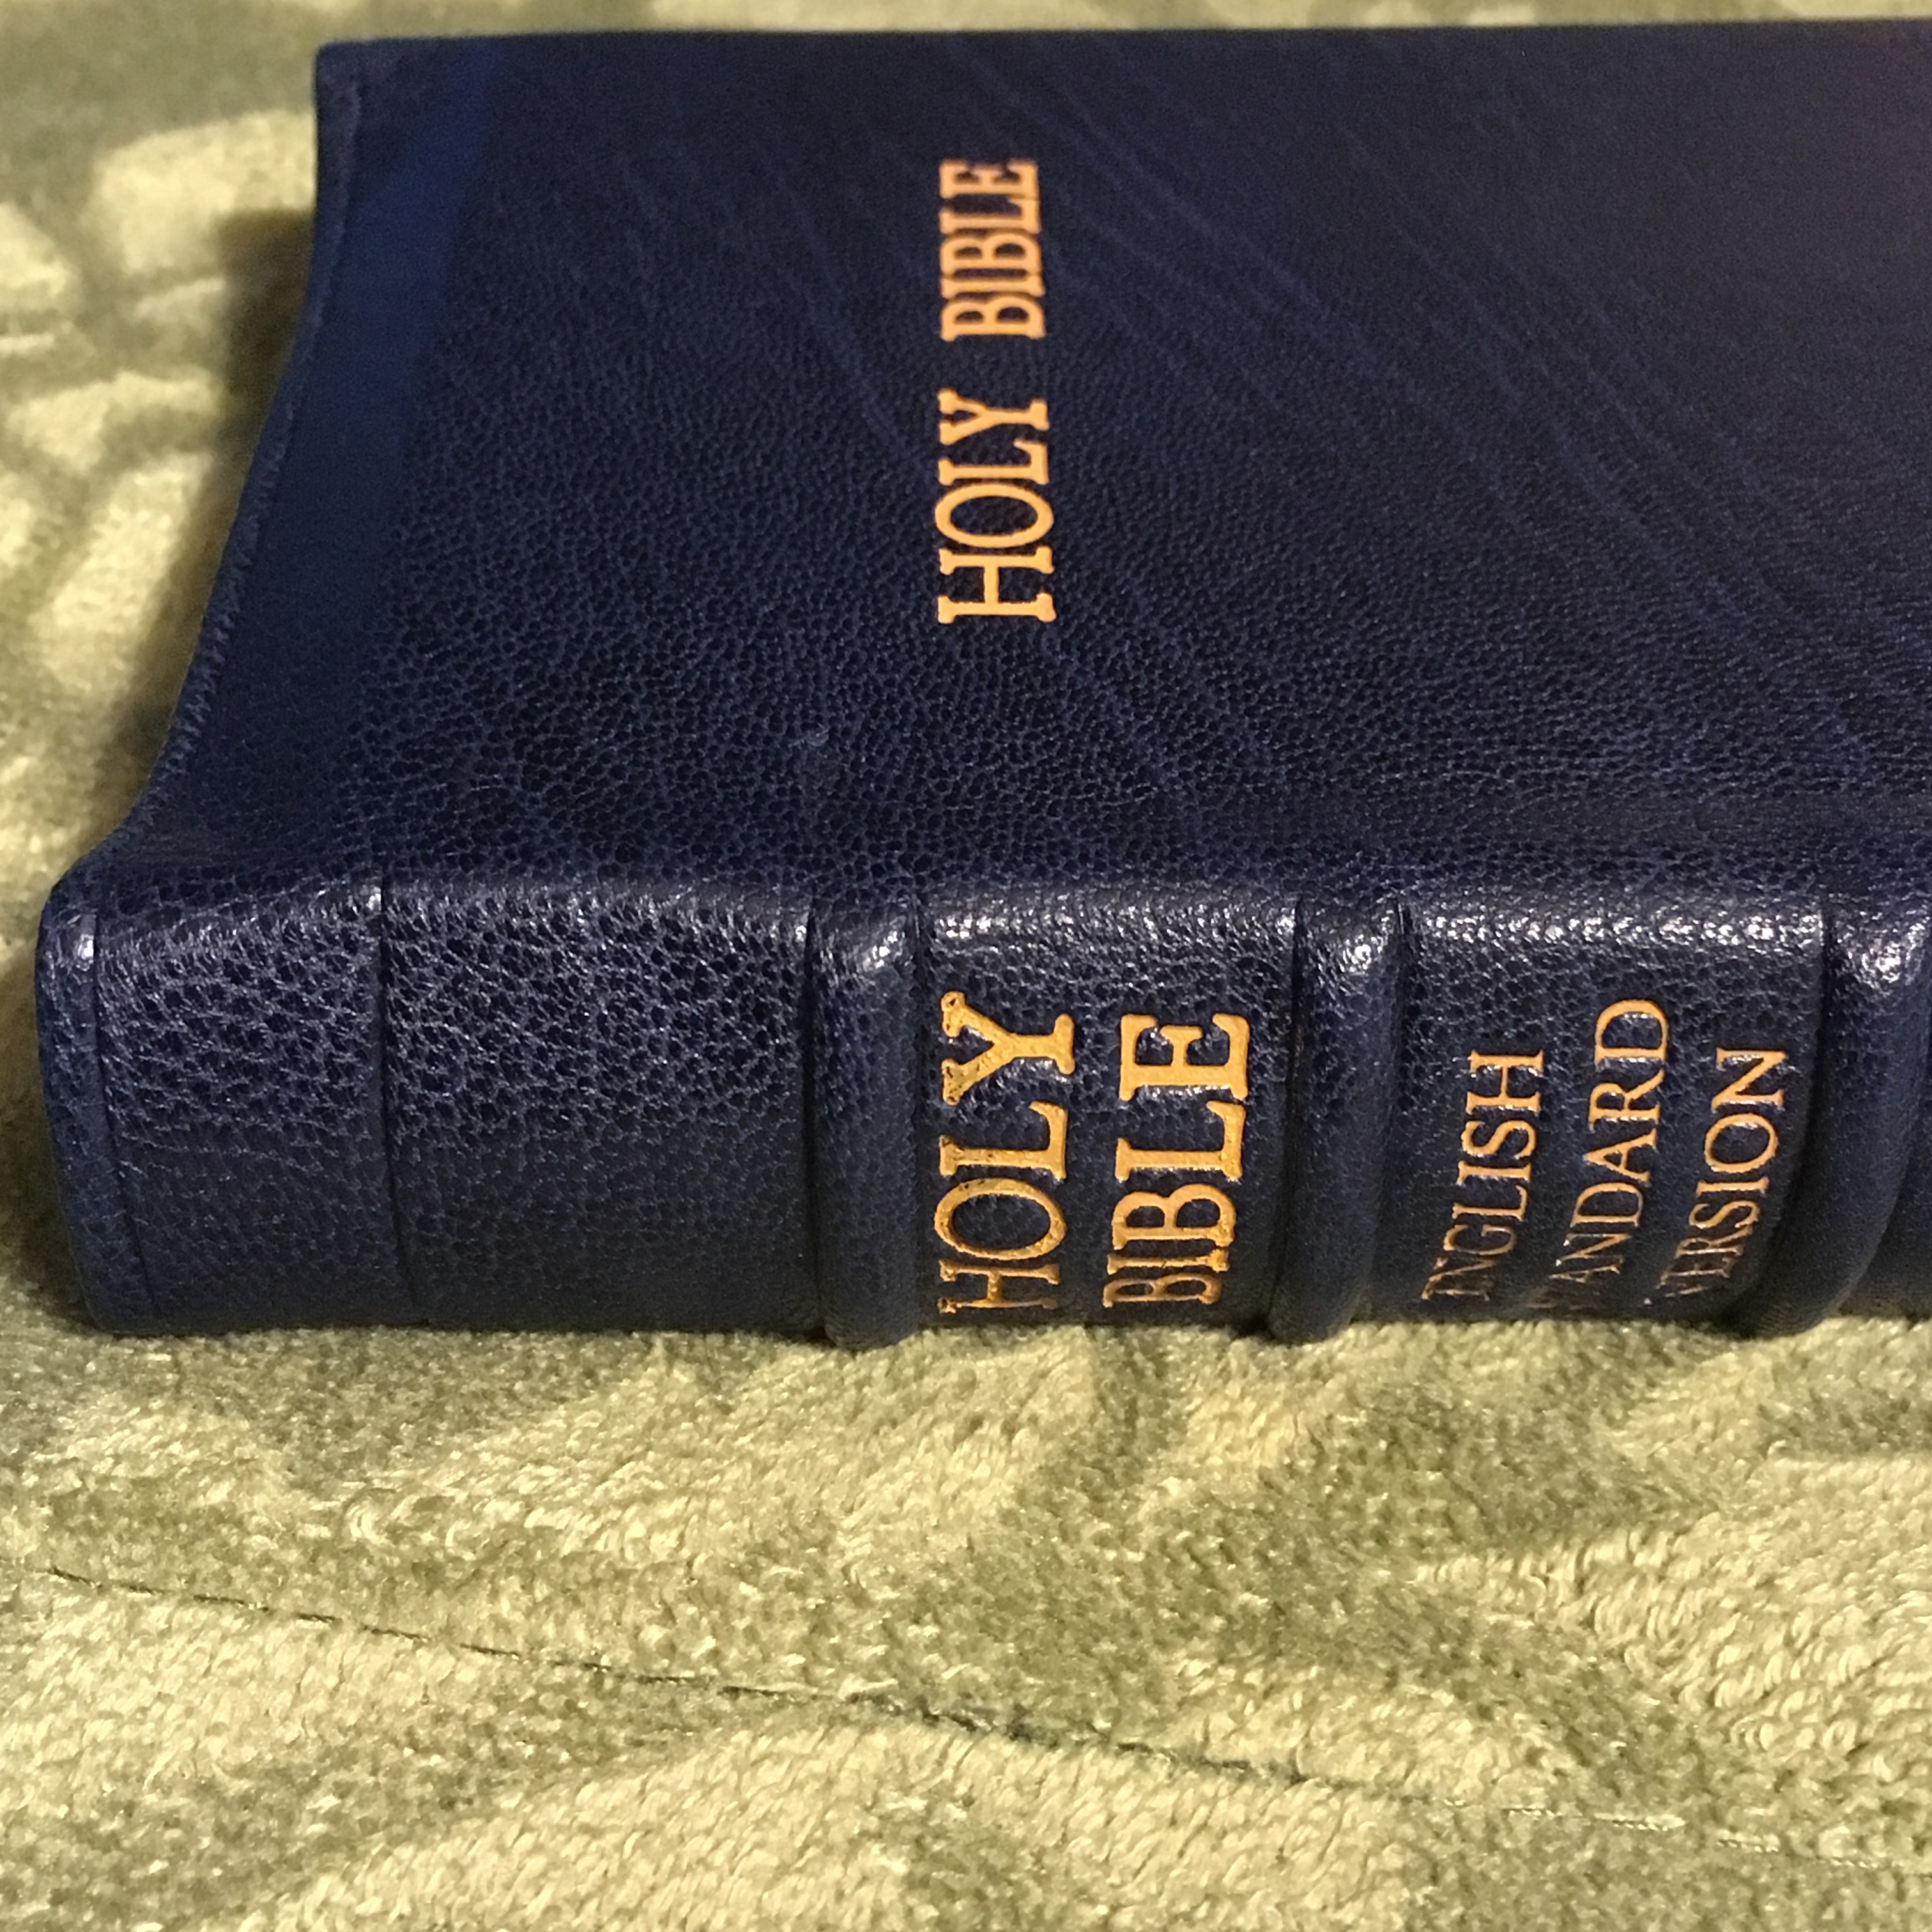 HOLY BIBLE
HOLY
BIBLE
ENGLISH
STANDARD
VERSION